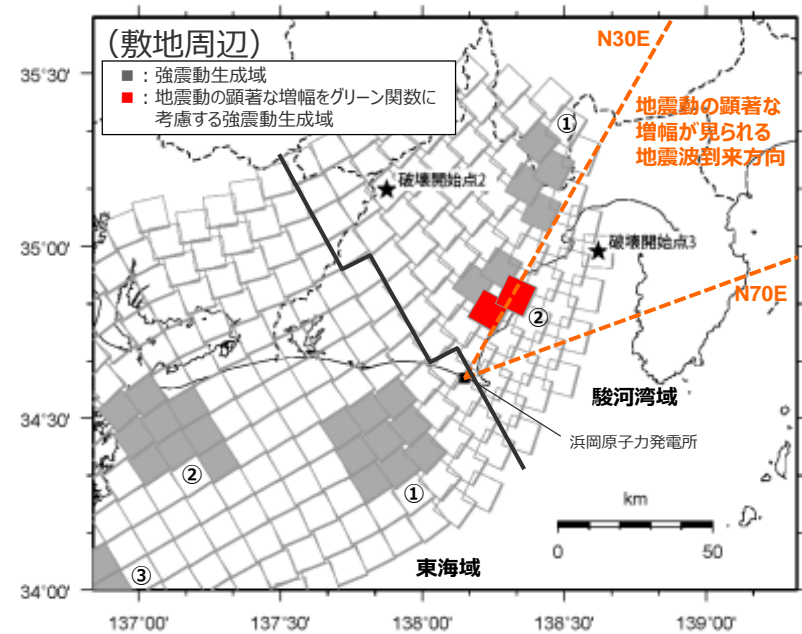 （敷地周辺）
■：強震動生成域
■：地震動の顕著な増幅をグリーン関数に
考慮する強震動生成域
N30E
地震動の顕著な
増幅が見られる
地震波到来方向
①
★破壊開始点2
★破壊開始点3
N70E
②
駿河湾域
浜岡原子力発電所
②
①
③
東海域
km
0 50
35°30'
35°00'
34°30'
34°00'
137°00' 137°30' 138°00' 138°30' 139°00'